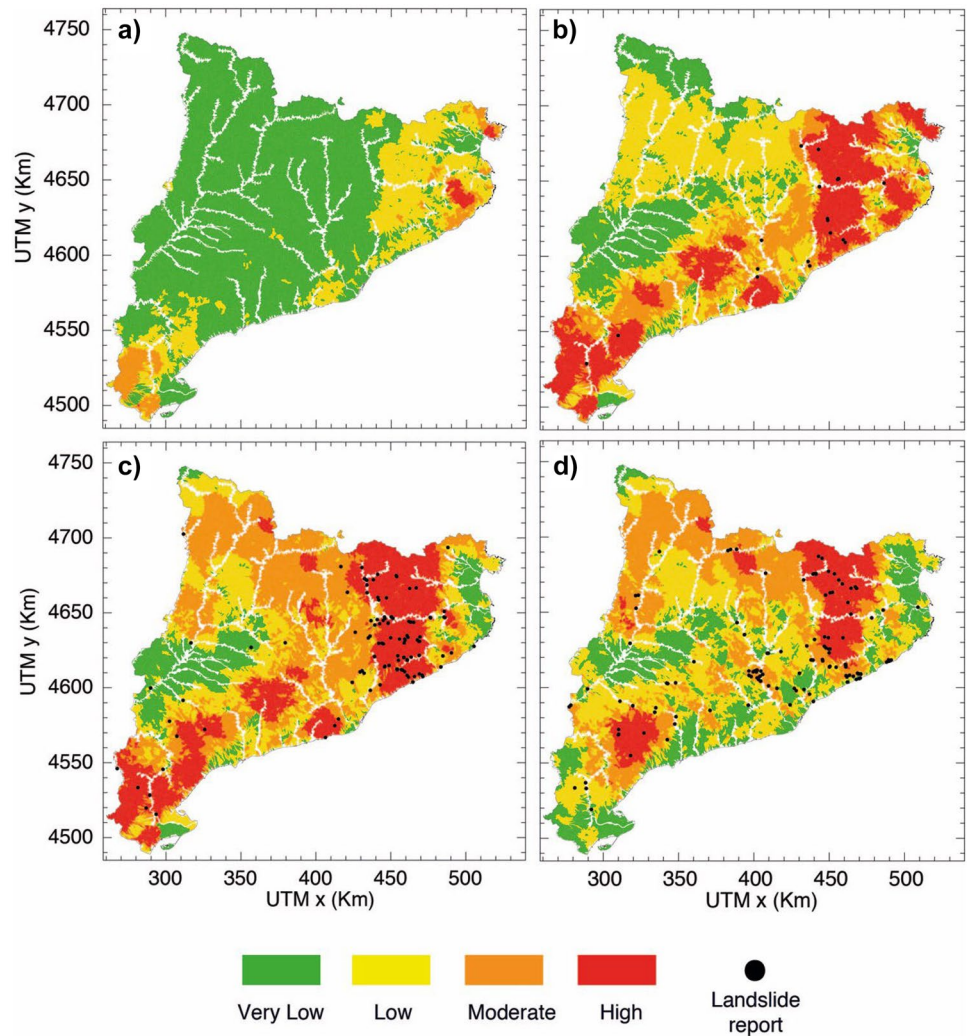 a)
b)
4750
4700
4650
4600
4550
4500
UTM y (Km)
c)
d)
4750
4700
4650
4600
4550
4500
UTM y (Km)
300 350 400 450 500
300 350 400 450 500
UTM x (Km)
UTM x (Km)
Very Low
Low
Moderate
High
Landslide
report